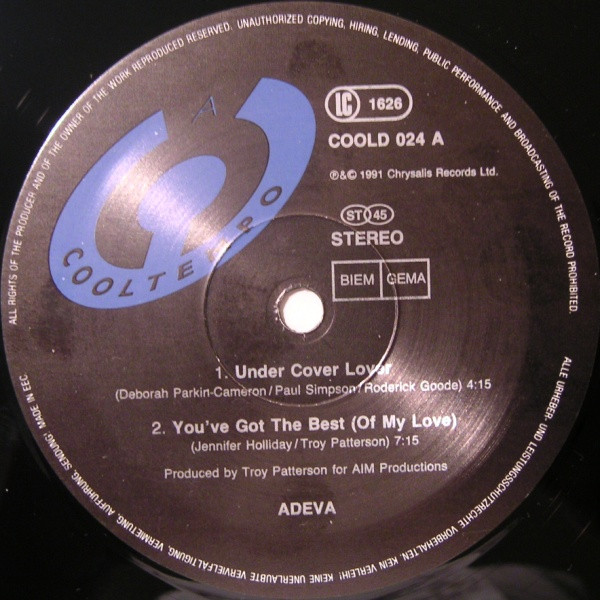 ALL RIGHTS OF THE PRODUCER AND OF THE OWNER OF THE WORK REPRODUCED RESERVED. UNAUTHORIZED COPYING, HIRING, LENDING, PUBLIC PERFORMANCE AND BROADCASTING OF THE RECORD PROHIBITED.
A
COOLTEMPO
LC 1626
COOLD 024 A
℗&© 1991 Chrysalis Records Ltd.
ST 45
STEREO
BIEM GEMA
1. Under Cover Lover
(Deborah Parkin-Cameron/Paul Simpson/Roderick Goode) 4:15
2. You've Got The Best (Of My Love)
(Jennifer Holliday/Troy Patterson) 7:15
Produced by Troy Patterson for AIM Productions
ADEVA
ALLE URHEBER- UND LEISTUNGSSCHUTZRECHTE VORBEHALTEN. KEIN VERLEIH! KEINE UNERLAUBTE VERVIELFÄLTIGUNG, VERMIETUNG, AUFFÜHRUNG, SENDUNG! MADE IN EEC.